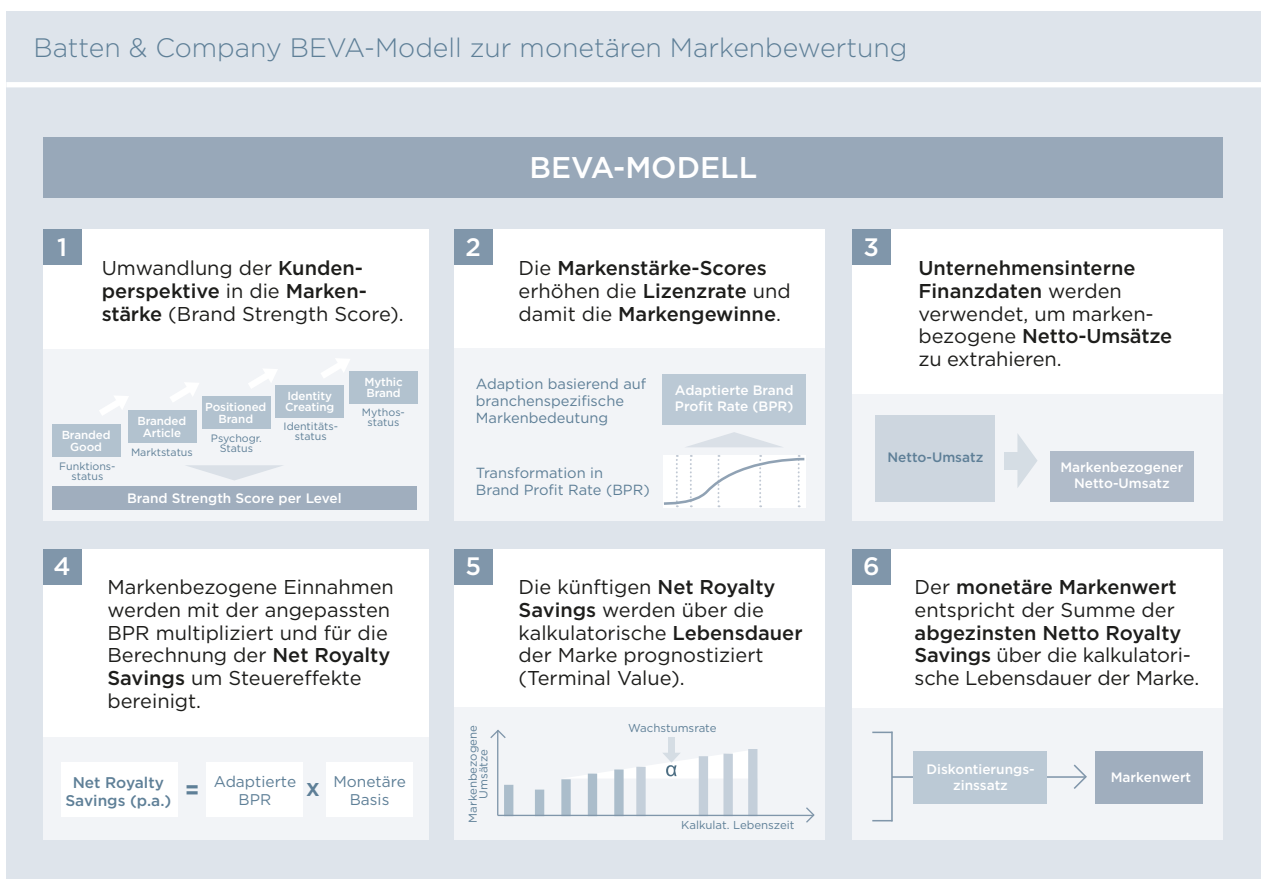 Batten & Company BEVA-Modell zur monetären Markenbewertung
BEVA-MODELL
1
Umwandlung der Kunden-
perspektive in die Marken-
stärke (Brand Strength Score).
Branded
Good
Funktions-
status
Branded
Article
Marktstatus
Positioned
Brand
Psychogr.
Status
Identity
Creating
Identitäts-
status
Mythic
Brand
Mythos-
status
Brand Strength Score per Level
2
Die Markenstärke-Scores
erhöhen die Lizenzrate und
damit die Markengewinne.
Adaption basierend auf
branchenspezifische
Markenbedeutung
Adaptierte Brand
Profit Rate (BPR)
Transformation in
Brand Profit Rate (BPR)
3
Unternehmensinterne
Finanzdaten werden
verwendet, um marken-
bezogene Netto-Umsätze
zu extrahieren.
Netto-Umsatz
Markenbezogener
Netto-Umsatz
4
Markenbezogene Einnahmen
werden mit der angepassten
BPR multipliziert und für die
Berechnung der Net Royalty
Savings um Steuereffekte
bereinigt.
Net Royalty
Savings (p.a.)
=
Adaptierte
BPR
x
Monetäre
Basis
5
Die künftigen Net Royalty
Savings werden über die
kalkulatorische Lebensdauer
der Marke prognostiziert
(Terminal Value).
Markenbezogene
Umsätze
Wachstumsrate
α
Kalkulat. Lebenszeit
6
Der monetäre Markenwert
entspricht der Summe der
abgezinsten Netto Royalty
Savings über die kalkulatori-
sche Lebensdauer der Marke.
Diskontierungs-
zinssatz
Markenwert